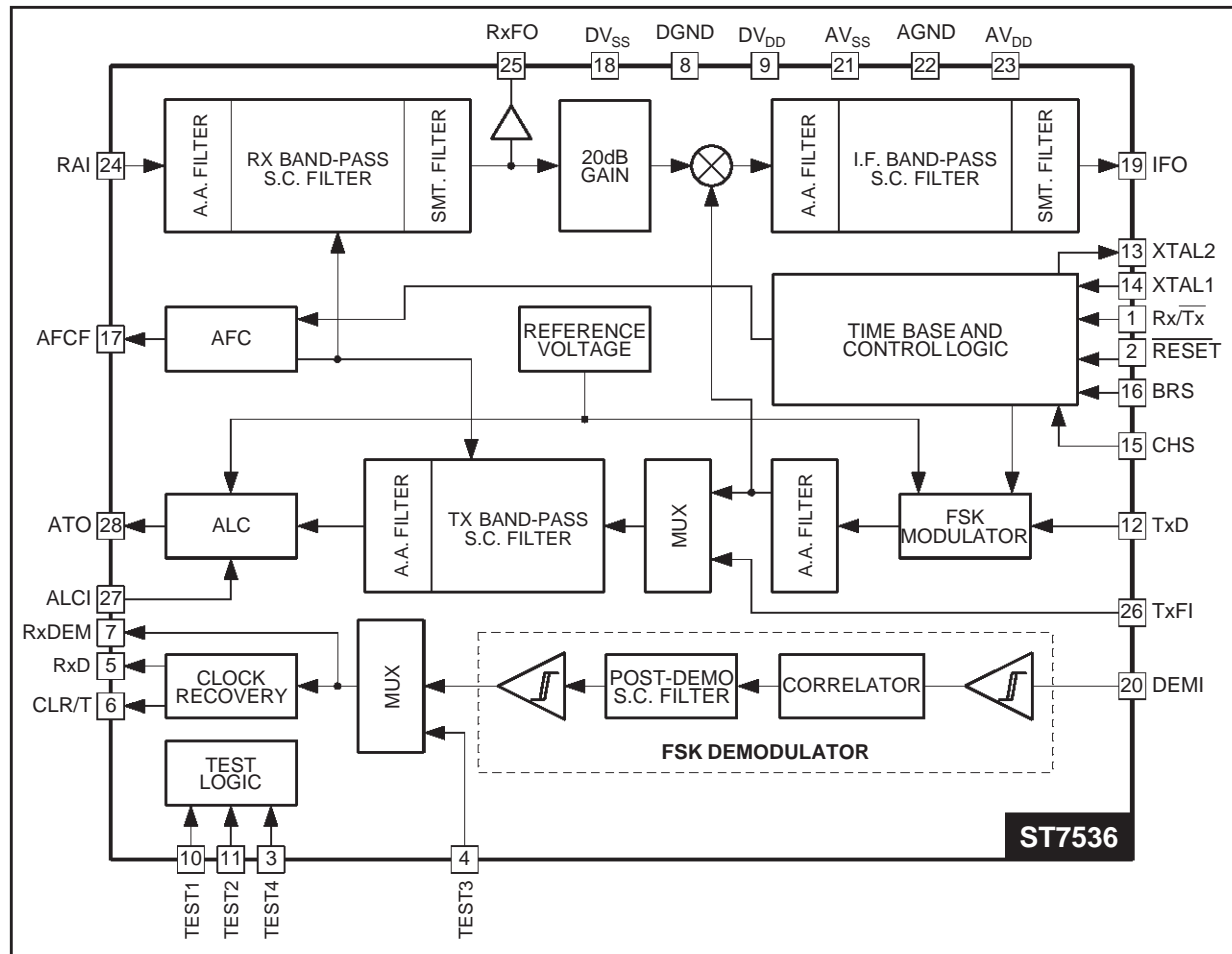 RxFO
DVSS
DGND
DVDD
AVSS
AGND
AVDD
25
18
8
9
21
22
23
RAI
24
A.A. FILTER
RX BAND-PASS
S.C. FILTER
SMT. FILTER
20dB
GAIN
A.A. FILTER
I.F. BAND-PASS
S.C. FILTER
SMT. FILTER
19
IFO
13
XTAL2
14
XTAL1
AFCF
17
AFC
REFERENCE
VOLTAGE
TIME BASE AND
CONTROL LOGIC
1
Rx/T̅x̅
2
R̅E̅S̅E̅T̅
16
BRS
15
CHS
ATO
28
ALC
A.A. FILTER
TX BAND-PASS
S.C. FILTER
MUX
A.A. FILTER
FSK
MODULATOR
12
TxD
ALCI
27
26
TxFI
RxDEM
7
RxD
5
CLR/T
6
CLOCK
RECOVERY
MUX
POST-DEMO
S.C. FILTER
CORRELATOR
20
DEMI
FSK DEMODULATOR
TEST
LOGIC
ST7536
10
11
3
4
TEST1
TEST2
TEST4
TEST3